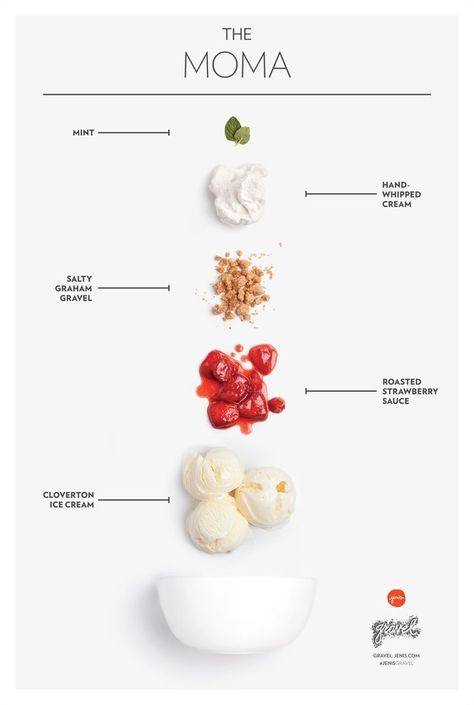 THE
MOMA
MINT
HAND-
WHIPPED
CREAM
SALTY
GRAHAM
GRAVEL
ROASTED
STRAWBERRY
SAUCE
CLOVERTON
ICE CREAM
jenis
gravel
GRAVEL.JENIS.COM
#JENISGRAVEL